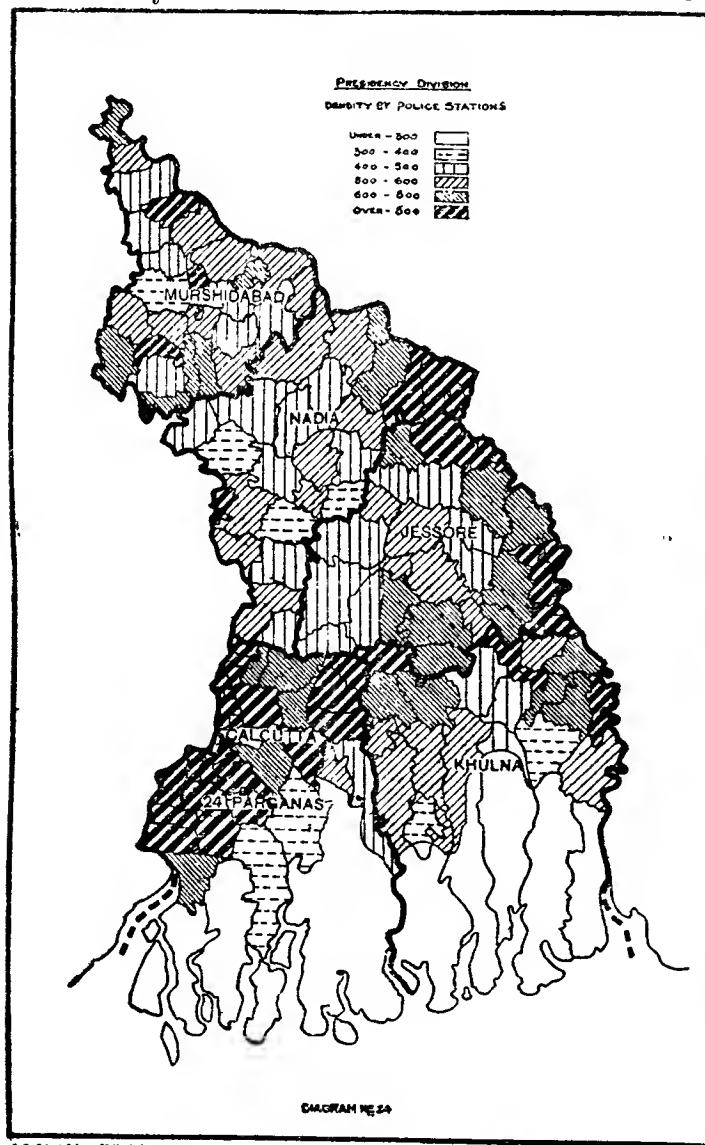 PRESIDENCY DIVISION
DENSITY BY POLICE STATIONS
UNDER - 300
300 - 400
400 - 500
500 - 600
600 - 800
OVER - 800
MURSHIDABAD
NADIA
JESSORE
CALCUTTA
KHULNA
24 PARGANAS
DIAGRAM NO. 24